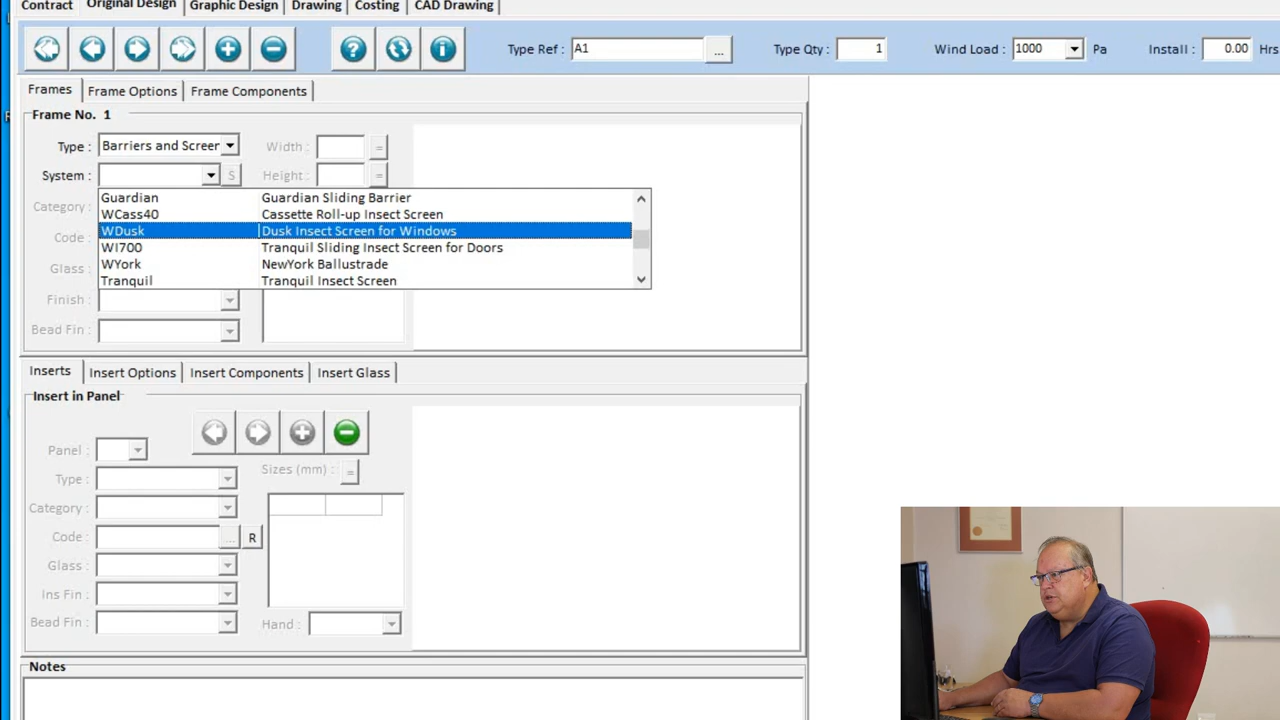 Contract Original Design Graphic Design Drawing Costing CAD Drawing
Type Ref : A1 ... Type Qty : 1 Wind Load : 1000 Pa Install : 0.00 Hrs
Frames Frame Options Frame Components
Frame No. 1
Type : Barriers and Screen Width : =
System : S Height : =
Guardian Guardian Sliding Barrier
Category : WCass40 Cassette Roll-up Insect Screen
WDusk Dusk Insect Screen for Windows
Code : WI700 Tranquil Sliding Insect Screen for Doors
Glass : WYork NewYork Ballustrade
Tranquil Tranquil Insect Screen
Finish :
Bead Fin :
Inserts Insert Options Insert Components Insert Glass
Insert in Panel
Panel :
Type : Sizes (mm) : =
Category :
Code : ... R
Glass :
Ins Fin :
Bead Fin : Hand :
Notes